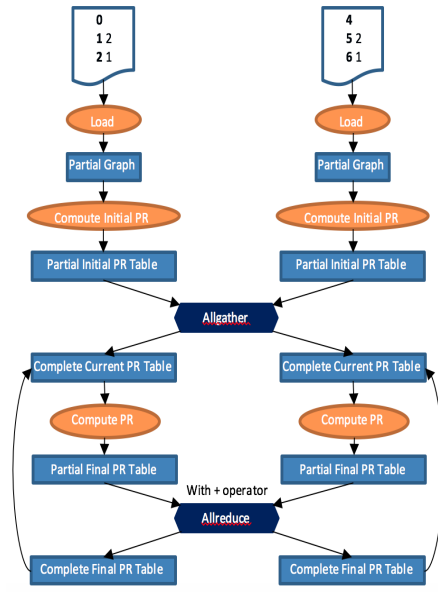 0
1 2
2 1
4
5 2
6 1
Load
Load
Partial Graph
Partial Graph
Compute Initial PR
Compute Initial PR
Partial Initial PR Table
Partial Initial PR Table
Allgather
Complete Current PR Table
Complete Current PR Table
Compute PR
Compute PR
Partial Final PR Table
Partial Final PR Table
With + operator
Allreduce
Complete Final PR Table
Complete Final PR Table